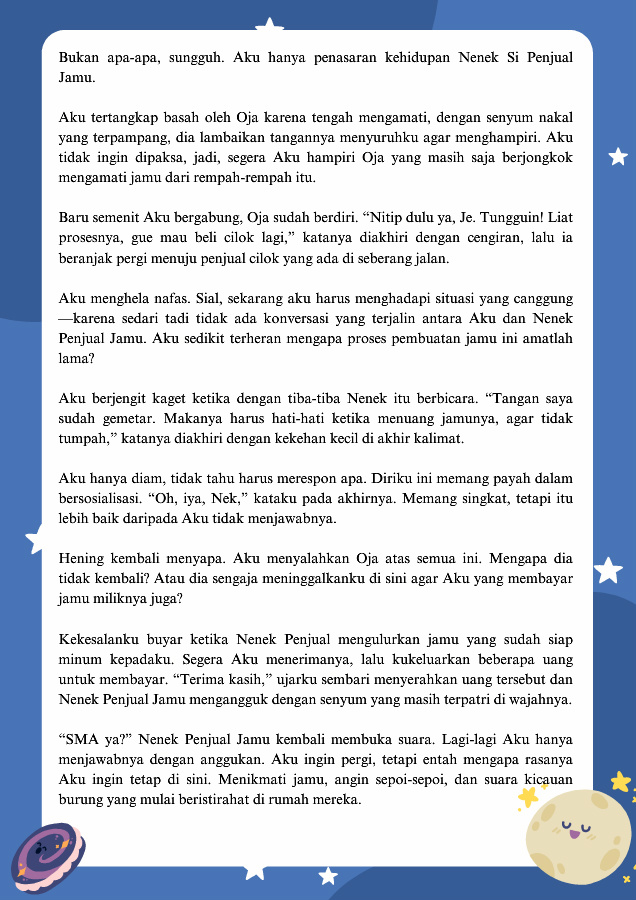 Bukan apa-apa, sungguh. Aku hanya penasaran kehidupan Nenek Si Penjual
Jamu.
Aku tertangkap basah oleh Oja karena tengah mengamati, dengan senyum nakal
yang terpampang, dia lambaikan tangannya menyuruhku agar menghampiri. Aku
tidak ingin dipaksa, jadi, segera Aku hampiri Oja yang masih saja berjongkok
mengamati jamu dari rempah-rempah itu.
Baru semenit Aku bergabung, Oja sudah berdiri. “Nitip dulu ya, Je. Tungguin! Liat
prosesnya, gue mau beli cilok lagi,” katanya diakhiri dengan cengiran, lalu ia
beranjak pergi menuju penjual cilok yang ada di seberang jalan.
Aku menghela nafas. Sial, sekarang aku harus menghadapi situasi yang canggung
—karena sedari tadi tidak ada konversasi yang terjalin antara Aku dan Nenek
Penjual Jamu. Aku sedikit terheran mengapa proses pembuatan jamu ini amatlah
lama?
Aku berjengit kaget ketika dengan tiba-tiba Nenek itu berbicara. “Tangan saya
sudah gemetar. Makanya harus hati-hati ketika menuang jamunya, agar tidak
tumpah,” katanya diakhiri dengan kekehan kecil di akhir kalimat.
Aku hanya diam, tidak tahu harus merespon apa. Diriku ini memang payah dalam
bersosialisasi. “Oh, iya, Nek,” kataku pada akhirnya. Memang singkat, tetapi itu
lebih baik daripada Aku tidak menjawabnya.
Hening kembali menyapa. Aku menyalahkan Oja atas semua ini. Mengapa dia
tidak kembali? Atau dia sengaja meninggalkanku di sini agar Aku yang membayar
jamu miliknya juga?
Kekesalanku buyar ketika Nenek Penjual mengulurkan jamu yang sudah siap
minum kepadaku. Segera Aku menerimanya, lalu kukeluarkan beberapa uang
untuk membayar. “Terima kasih,” ujarku sembari menyerahkan uang tersebut dan
Nenek Penjual Jamu mengangguk dengan senyum yang masih terpatri di wajahnya.
“SMA ya?” Nenek Penjual Jamu kembali membuka suara. Lagi-lagi Aku hanya
menjawabnya dengan anggukan. Aku ingin pergi, tetapi entah mengapa rasanya
Aku ingin tetap di sini. Menikmati jamu, angin sepoi-sepoi, dan suara kicauan
burung yang mulai beristirahat di rumah mereka.